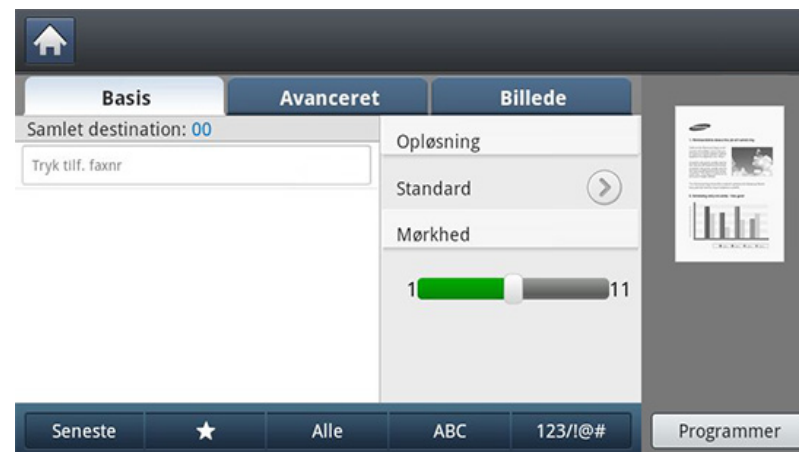 Basis
Avanceret
Billede
Samlet destination: 00
Tryk tilf. faxnr
Opløsning
Standard
Mørkhed
1
11
Seneste
★
Alle
ABC
123/!@#
Programmer